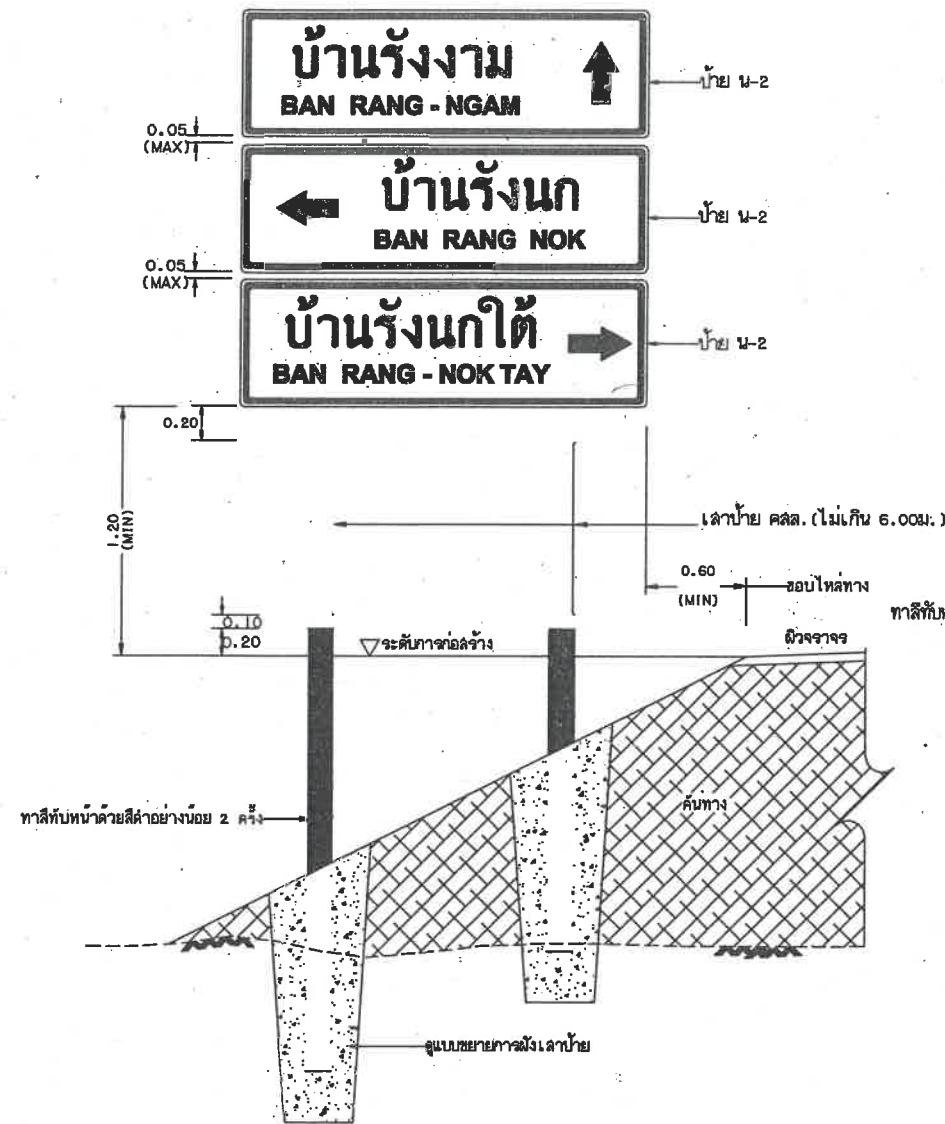 บ้านรังงาม
BAN RANG - NGAM
ป้าย น-2
0.05
(MAX)
บ้านรังนก
BAN RANG NOK
ป้าย น-2
0.05
(MAX)
บ้านรังนกใต้
BAN RANG - NOK TAY
ป้าย น-2
0.20
1.20
(MIN)
เสาป้าย คสล.(ไม่เกิน 6.00ม.)
0.60
(MIN)
ขอบไหล่ทาง
ทาสีทับห
0.10
0.20
ระดับการก่อสร้าง
ผิวจราจร
ทาสีทับหน้าด้วยสีดำอย่างน้อย 2 ครั้ง
คันทาง
ดูแบบขยายการฝังเสาป้าย